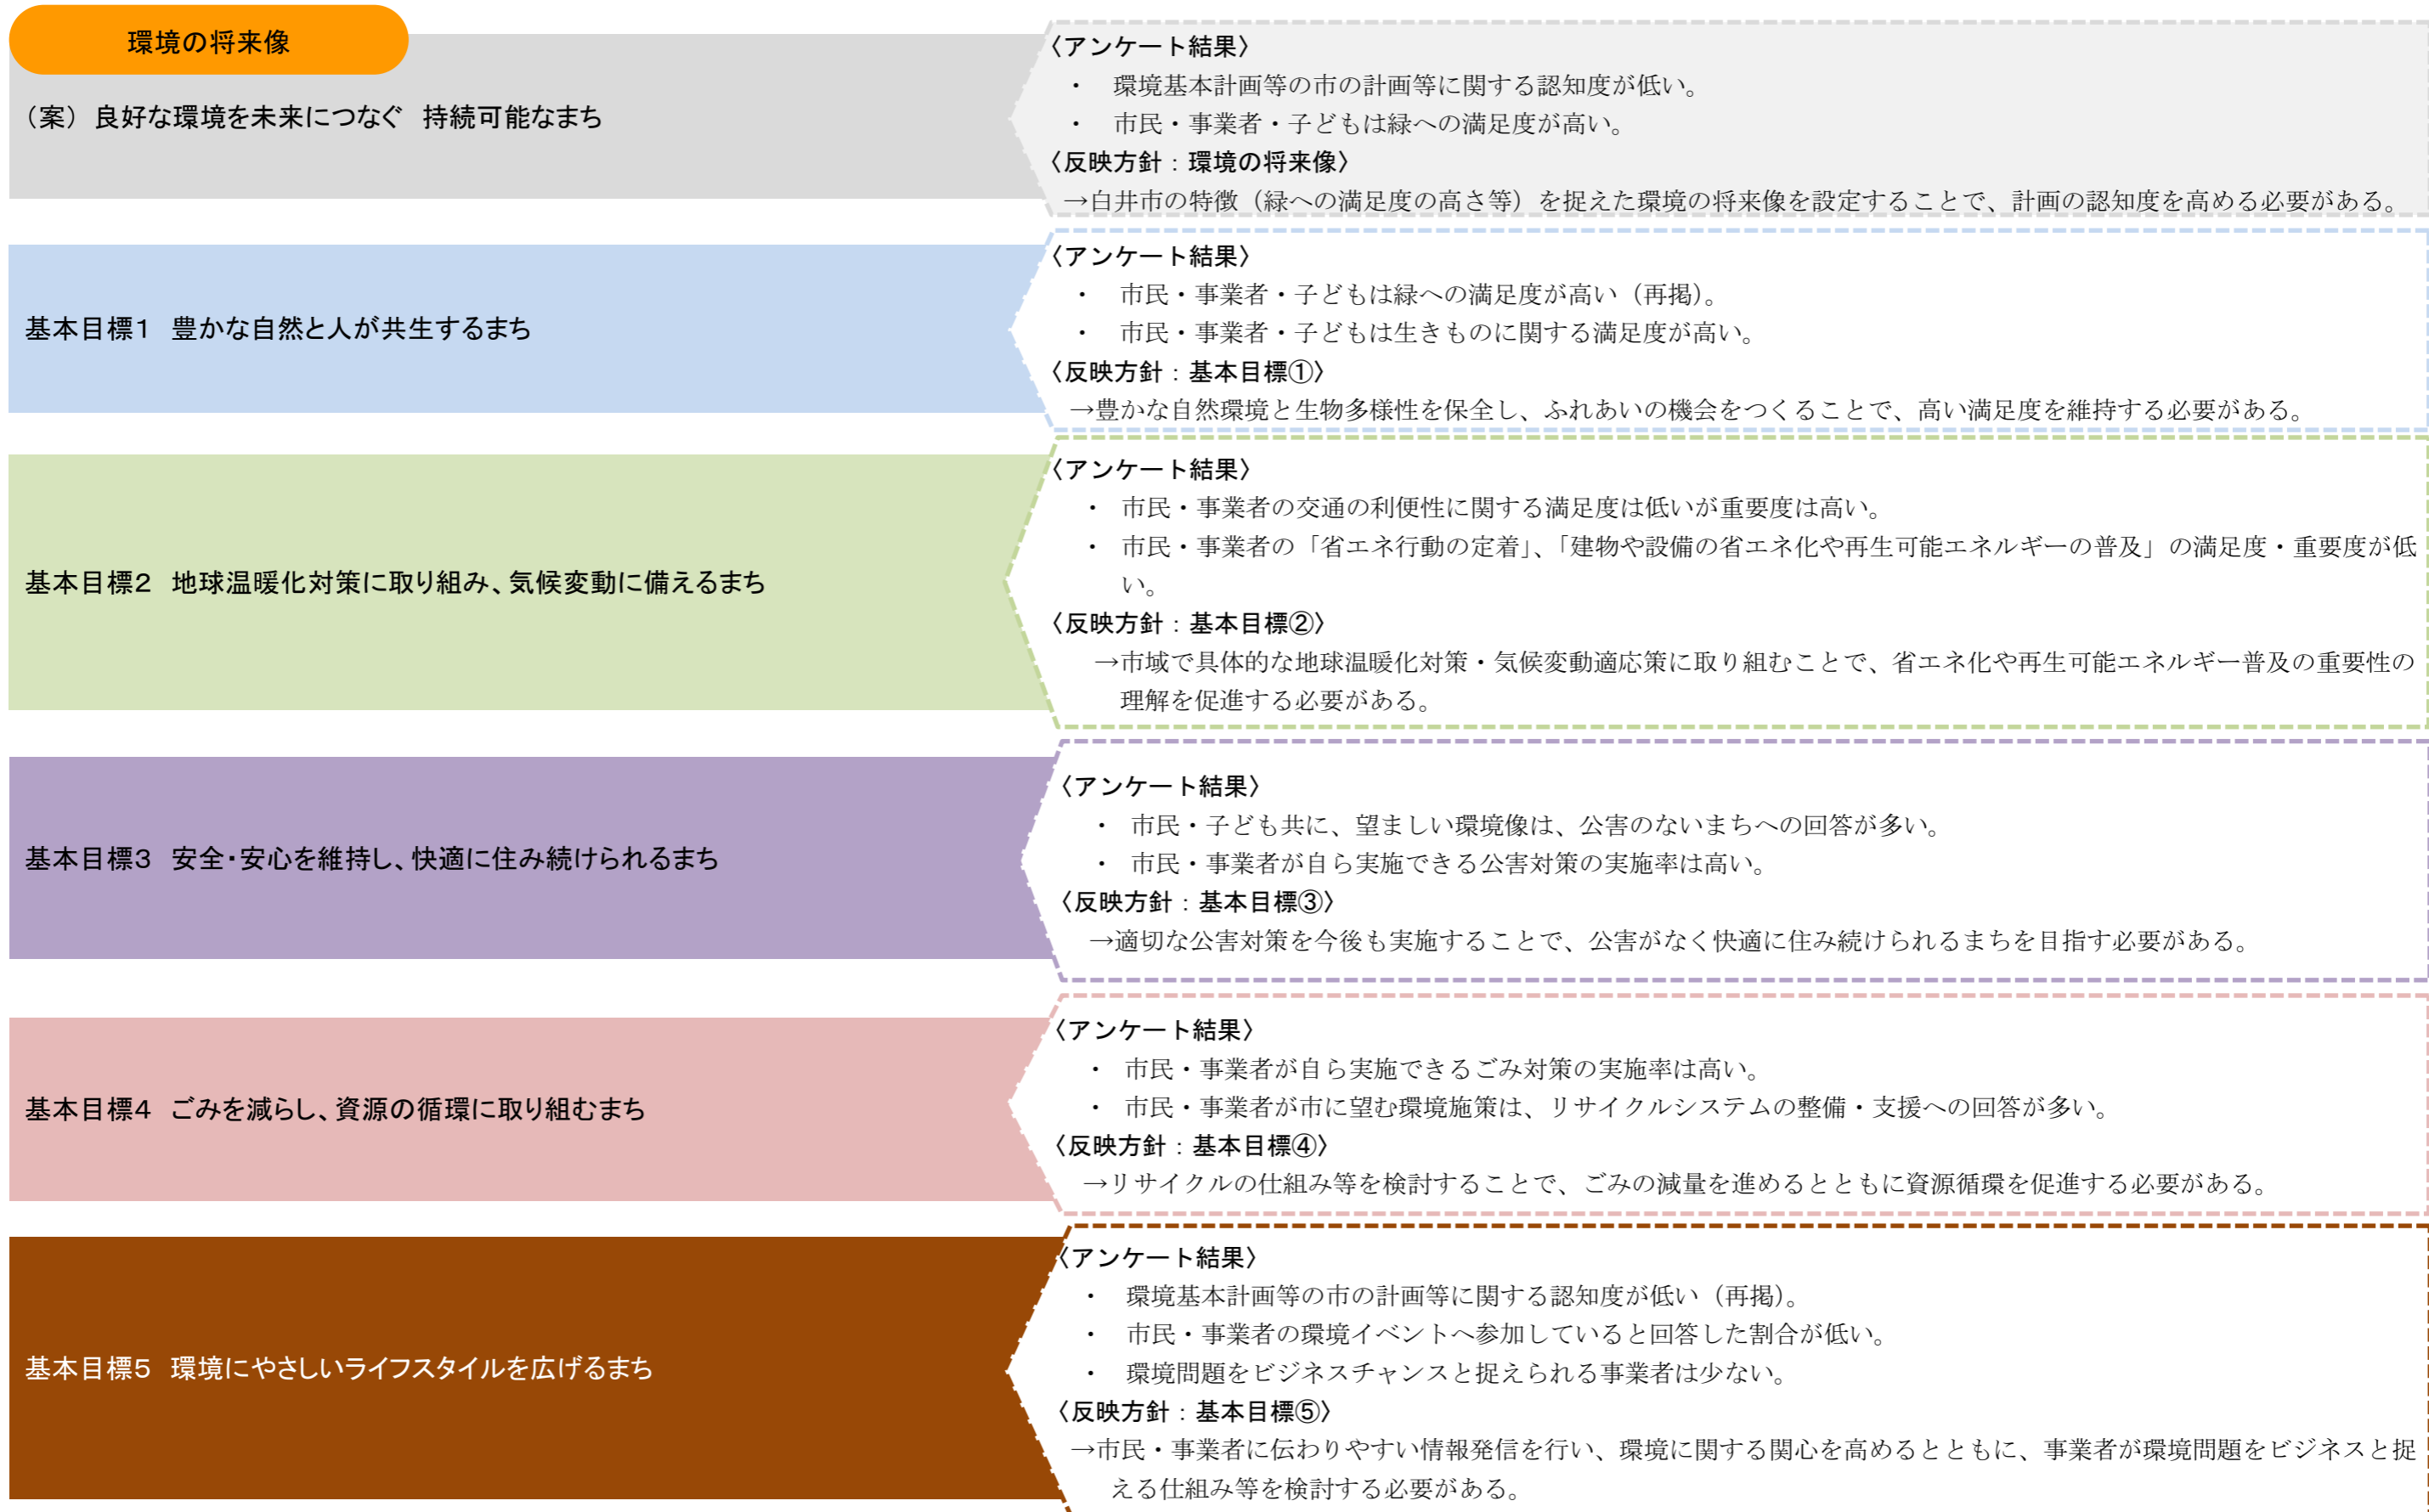 環境の将来像
（案） 良好な環境を未来につなぐ　持続可能なまち
〈アンケート結果〉
・　環境基本計画等の市の計画等に関する認知度が低い。
・　市民・事業者・子どもは緑への満足度が高い。
〈反映方針：環境の将来像〉
→白井市の特徴（緑への満足度の高さ等）を捉えた環境の将来像を設定することで、計画の認知度を高める必要がある。
基本目標１　豊かな自然と人が共生するまち
〈アンケート結果〉
・　市民・事業者・子どもは緑への満足度が高い（再掲）。
・　市民・事業者・子どもは生きものに関する満足度が高い。
〈反映方針：基本目標①〉
→豊かな自然環境と生物多様性を保全し、ふれあいの機会をつくることで、高い満足度を維持する必要がある。
基本目標２　地球温暖化対策に取り組み、気候変動に備えるまち
〈アンケート結果〉
・　市民・事業者の交通の利便性に関する満足度は低いが重要度は高い。
・　市民・事業者の「省エネ行動の定着」、「建物や設備の省エネ化や再生可能エネルギーの普及」の満足度・重要度が低
い。
〈反映方針：基本目標②〉
→市域で具体的な地球温暖化対策・気候変動適応策に取り組むことで、省エネ化や再生可能エネルギー普及の重要性の
理解を促進する必要がある。
基本目標３　安全・安心を維持し、快適に住み続けられるまち
〈アンケート結果〉
・　市民・子ども共に、望ましい環境像は、公害のないまちへの回答が多い。
・　市民・事業者が自ら実施できる公害対策の実施率は高い。
〈反映方針：基本目標③〉
→適切な公害対策を今後も実施することで、公害がなく快適に住み続けられるまちを目指す必要がある。
基本目標４　ごみを減らし、資源の循環に取り組むまち
〈アンケート結果〉
・　市民・事業者が自ら実施できるごみ対策の実施率は高い。
・　市民・事業者が市に望む環境施策は、リサイクルシステムの整備・支援への回答が多い。
〈反映方針：基本目標④〉
→リサイクルの仕組み等を検討することで、ごみの減量を進めるとともに資源循環を促進する必要がある。
基本目標５　環境にやさしいライフスタイルを広げるまち
〈アンケート結果〉
・　環境基本計画等の市の計画等に関する認知度が低い（再掲）。
・　市民・事業者の環境イベントへ参加していると回答した割合が低い。
・　環境問題をビジネスチャンスと捉えられる事業者は少ない。
〈反映方針：基本目標⑤〉
→市民・事業者に伝わりやすい情報発信を行い、環境に関する関心を高めるとともに、事業者が環境問題をビジネスと捉
える仕組み等を検討する必要がある。